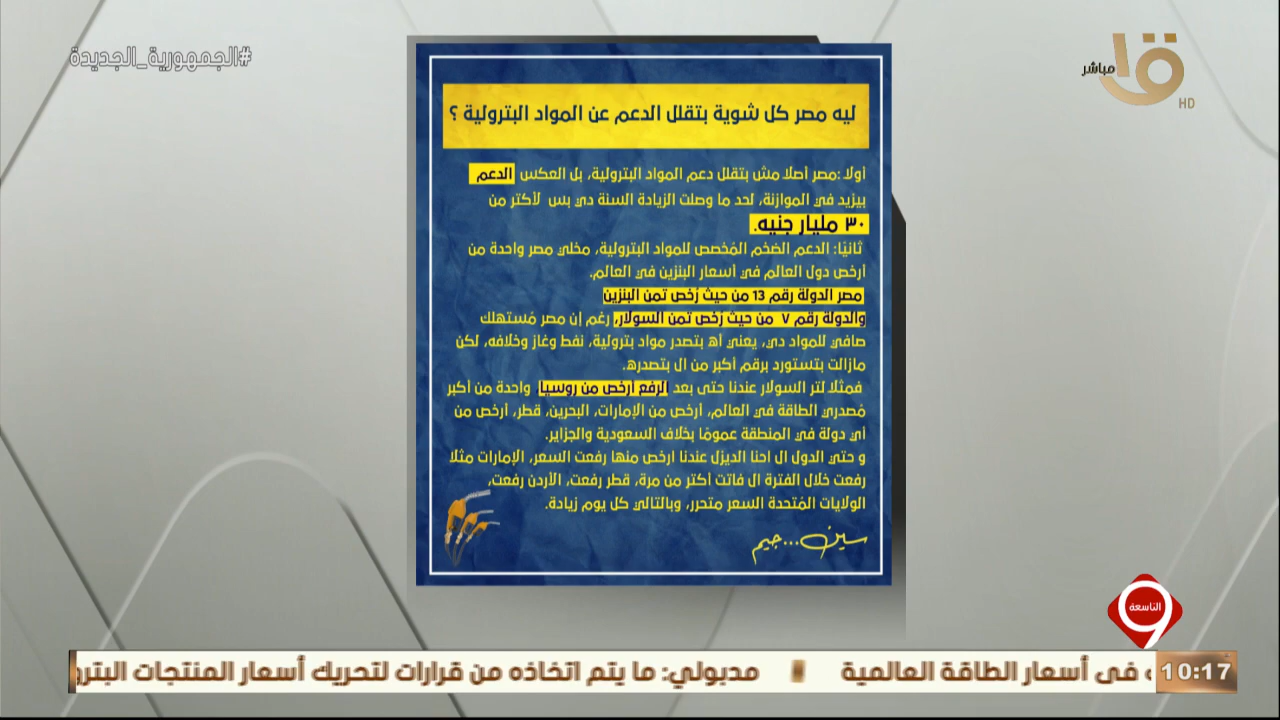 #الجمهورية_الجديدة
مباشر
HD
ليه مصر كل شوية بتقلل الدعم عن المواد البترولية ؟
أولا :مصر أصلا مش بتقلل دعم المواد البترولية، بل العكس الدعم
بيزيد في الموازنة، لحد ما وصلت الزيادة السنة دي بس لأكتر من
٣٠ مليار جنيه.
ثانيًا: الدعم الضخم المُخصص للمواد البترولية، مخلي مصر واحدة من
أرخص دول العالم في أسعار البنزين في العالم.
مصر الدولة رقم 13 من حيث رُخص تمن البنزين
والدولة رقم ٧ من حيث رُخص تمن السولار، رغم إن مصر مُستهلك
صافي للمواد دي، يعني أه بتصدر مواد بترولية، نفط وغاز وخلافه، لكن
مازالت بتستورد برقم أكبر من ال بتصدره.
فمثلا لتر السولار عندنا حتى بعد الرفع أرخص من روسيا، واحدة من أكبر
مُصدري الطاقة في العالم، أرخص من الإمارات، البحرين، قطر، أرخص من
أي دولة في المنطقة عمومًا بخلاف السعودية والجزاير.
و حتي الدول ال احنا الديزل عندنا ارخص منها رفعت السعر، الإمارات مثلا
رفعت خلال الفترة ال فاتت أكتر من مرة، قطر رفعت، الأردن رفعت،
الولايات المُتحدة السعر متحرر، وبالتالي كل يوم زيادة.
سين...جيم
التاسعة
9
فى أسعار الطاقة العالمية مدبولي: ما يتم اتخاذه من قرارات لتحريك أسعار المنتجات
10:17